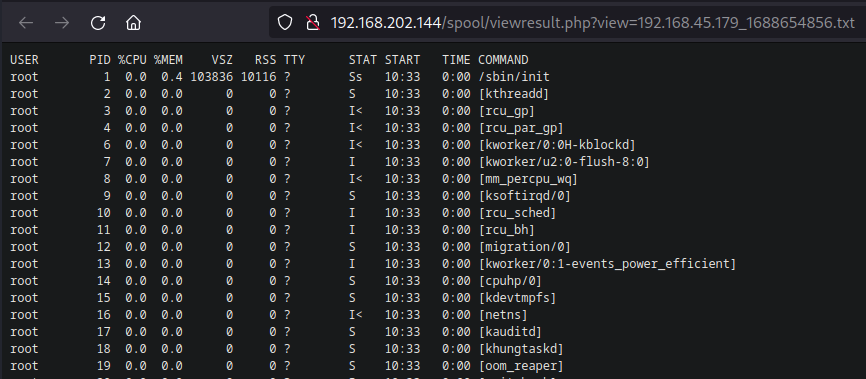 192.168.202.144/spool/viewresult.php?view=192.168.45.179_1688654856.txt
USER PID %CPU %MEM VSZ RSS TTY STAT START TIME COMMAND
root 1 0.0 0.4 103836 10116 ? Ss 10:33 0:00 /sbin/init
root 2 0.0 0.0 0 0 ? S 10:33 0:00 [kthreadd]
root 3 0.0 0.0 0 0 ? I< 10:33 0:00 [rcu_gp]
root 4 0.0 0.0 0 0 ? I< 10:33 0:00 [rcu_par_gp]
root 6 0.0 0.0 0 0 ? I< 10:33 0:00 [kworker/0:0H-kblockd]
root 7 0.0 0.0 0 0 ? I 10:33 0:00 [kworker/u2:0-flush-8:0]
root 8 0.0 0.0 0 0 ? I< 10:33 0:00 [mm_percpu_wq]
root 9 0.0 0.0 0 0 ? S 10:33 0:00 [ksoftirqd/0]
root 10 0.0 0.0 0 0 ? I 10:33 0:00 [rcu_sched]
root 11 0.0 0.0 0 0 ? I 10:33 0:00 [rcu_bh]
root 12 0.0 0.0 0 0 ? S 10:33 0:00 [migration/0]
root 13 0.0 0.0 0 0 ? I 10:33 0:00 [kworker/0:1-events_power_efficient]
root 14 0.0 0.0 0 0 ? S 10:33 0:00 [cpuhp/0]
root 15 0.0 0.0 0 0 ? S 10:33 0:00 [kdevtmpfs]
root 16 0.0 0.0 0 0 ? I< 10:33 0:00 [netns]
root 17 0.0 0.0 0 0 ? S 10:33 0:00 [kauditd]
root 18 0.0 0.0 0 0 ? S 10:33 0:00 [khungtaskd]
root 19 0.0 0.0 0 0 ? S 10:33 0:00 [oom_reaper]